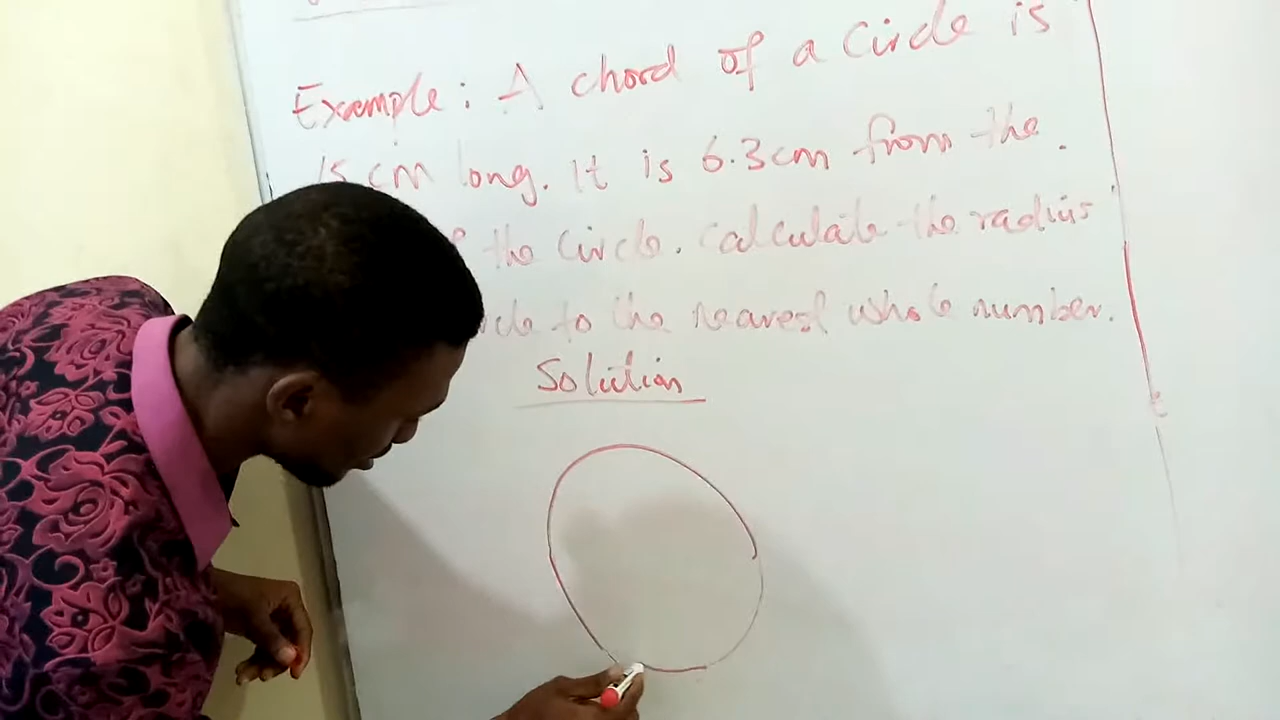 Example: A chord of a Circle is
15 cm long. It is 6.3cm from the
the Circle. Calculate the radius
to the nearest whole number.
Solution